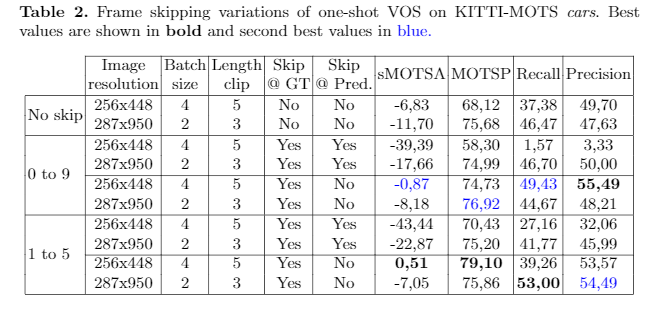 Table 2. Frame skipping variations of one-shot VOS on KITTI-MOTS cars. Best
values are shown in bold and second best values in blue.
Image resolution Batch size Length clip Skip @ GT Skip @ Pred. sMOTSA MOTSP Recall Precision
No skip 256x448 4 5 No No -6,83 68,12 37,38 49,70
287x950 2 3 No No -11,70 75,68 46,47 47,63
0 to 9 256x448 4 5 Yes Yes -39,39 58,30 1,57 3,33
287x950 2 3 Yes Yes -17,66 74,99 46,70 50,00
256x448 4 5 Yes No -0,87 74,73 49,43 55,49
287x950 2 3 Yes No -8,18 76,92 44,67 48,21
1 to 5 256x448 4 5 Yes Yes -43,44 70,43 27,16 32,06
287x950 2 3 Yes Yes -22,87 75,20 41,77 45,99
256x448 4 5 Yes No 0,51 79,10 39,26 53,57
287x950 2 3 Yes No -7,05 75,86 53,00 54,49